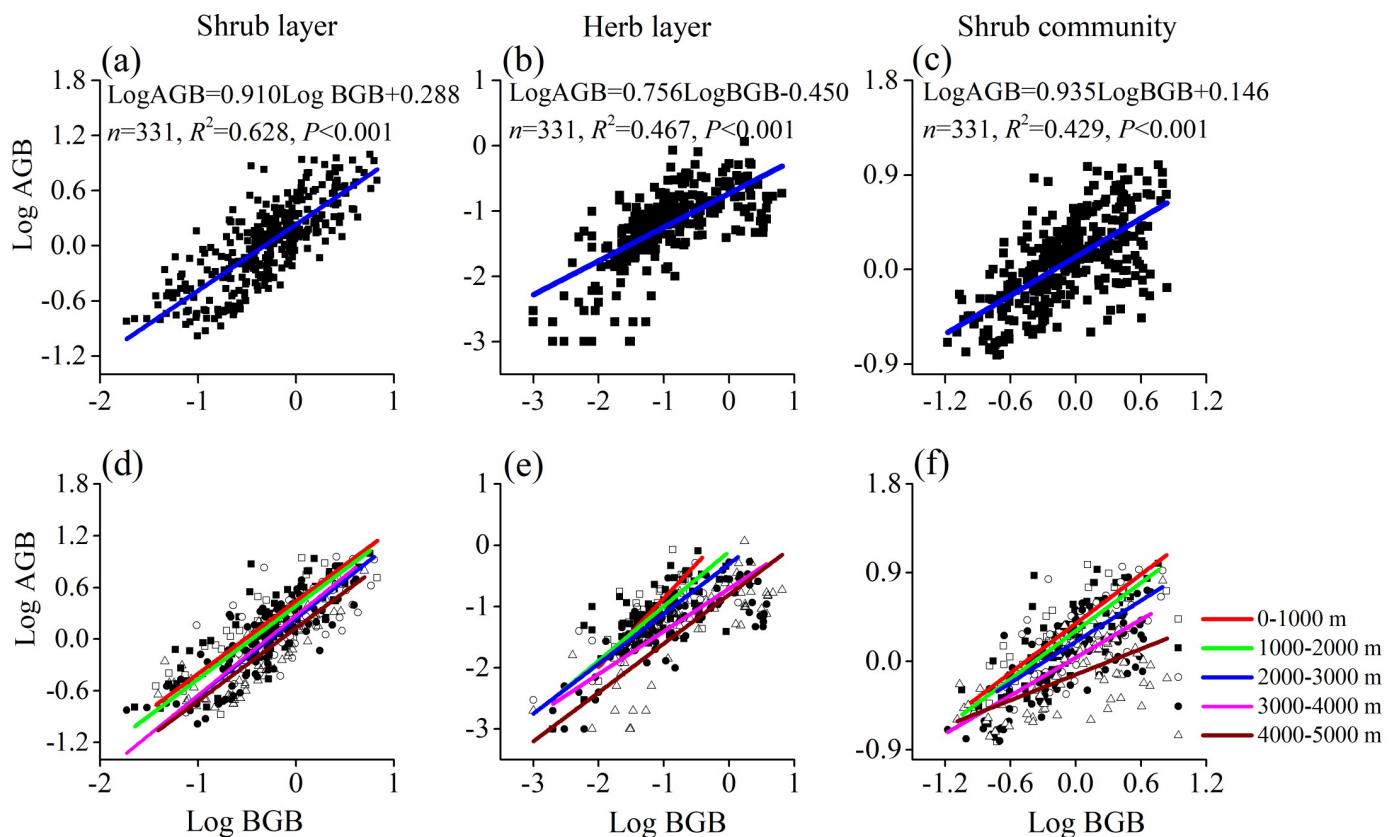 Shrub layer
Herb layer
Shrub community
(a)
(b)
(c)
LogAGB=0.910Log BGB+0.288
n=331, R²=0.628, P<0.001
LogAGB=0.756LogBGB-0.450
n=331, R²=0.467, P<0.001
LogAGB=0.935LogBGB+0.146
n=331, R²=0.429, P<0.001
Log AGB
1.8
1.2
0.6
0.0
-0.6
-1.2
-2 -1 0 1
1
0
-1
-2
-3
-3 -2 -1 0 1
1.8
0.9
0.0
-0.9
-1.2 -0.6 0.0 0.6 1.2
(d)
(e)
(f)
Log AGB
1.8
1.2
0.6
0.0
-0.6
-1.2
-2 -1 0 1
Log BGB
1
0
-1
-2
-3
-3 -2 -1 0 1
Log BGB
1.8
0.9
0.0
-0.9
-1.2 -0.6 0.0 0.6 1.2
Log BGB
0-1000 m
1000-2000 m
2000-3000 m
3000-4000 m
4000-5000 m